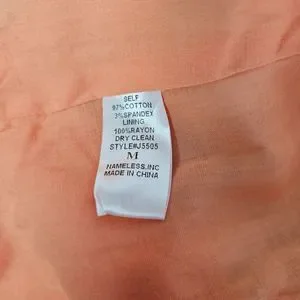 SELF
97%COTTON
3%SPANDEX
LINING
100%RAYON
DRY CLEAN
STYLE#J5505
M
NAMELESS.INC
MADE IN CHINA